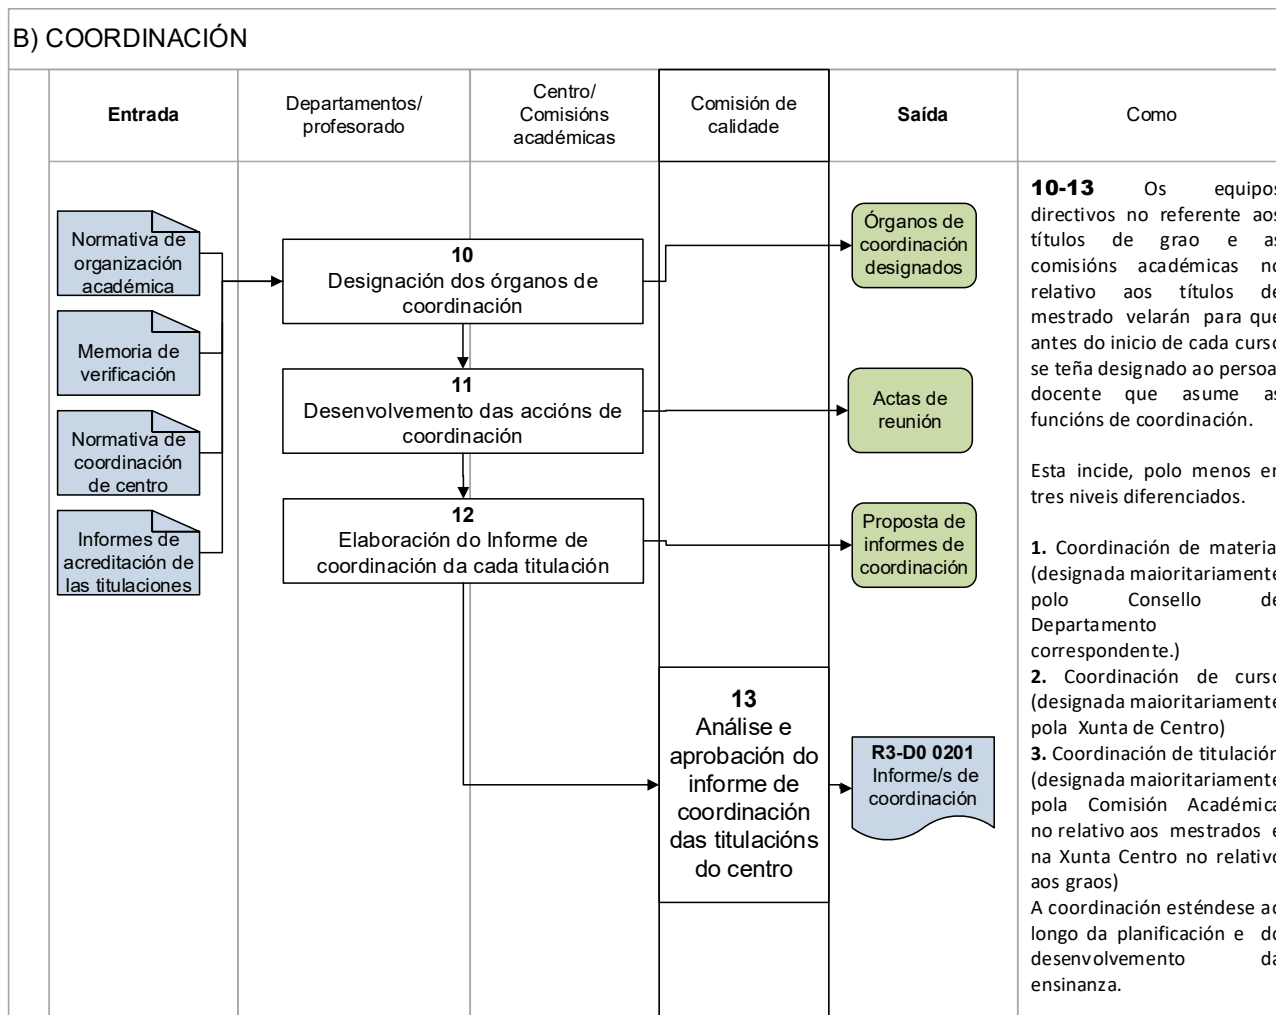 B) COORDINACIÓN
Entrada
Departamentos/
profesorado
Centro/
Comisións
académicas
Comisión de
calidade
Saída
Como
Normativa de
organización
académica
Memoria de
verificación
Normativa de
coordinación
de centro
Informes de
acreditación de
las titulaciones
10
Designación dos órganos de
coordinación
11
Desenvolvemento das accións de
coordinación
12
Elaboración do Informe de
coordinación da cada titulación
13
Análise e
aprobación do
informe de
coordinación
das titulacións
do centro
Órganos de
coordinación
designados
Actas de
reunión
Proposta de
informes de
coordinación
R3-D0 0201
Informe/s de
coordinación
10-13 Os equipos
directivos no referente aos
títulos de grao e as
comisións académicas no
relativo aos títulos de
mestrado velarán para que
antes do inicio de cada curso
se teña designado ao persoa
docente que asume as
funcións de coordinación.
Esta incide, polo menos en
tres niveis diferenciados.
1. Coordinación de materia
(designada maioritariamente
polo Consello de
Departamento
correspondente.)
2. Coordinación de curso
(designada maioritariamente
pola Xunta de Centro)
3. Coordinación de titulación
(designada maioritariamente
pola Comisión Académica
no relativo aos mestrados e
na Xunta Centro no relativo
aos graos)
A coordinación esténdese ao
longo da planificación e do
desenvolvemento da
ensinanza.